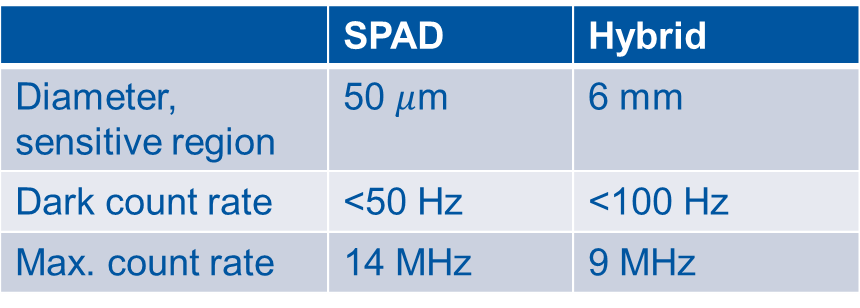 SPAD Hybrid
Diameter, 50 𝜇m 6 mm
sensitive region
Dark count rate <50 Hz <100 Hz
Max. count rate 14 MHz 9 MHz